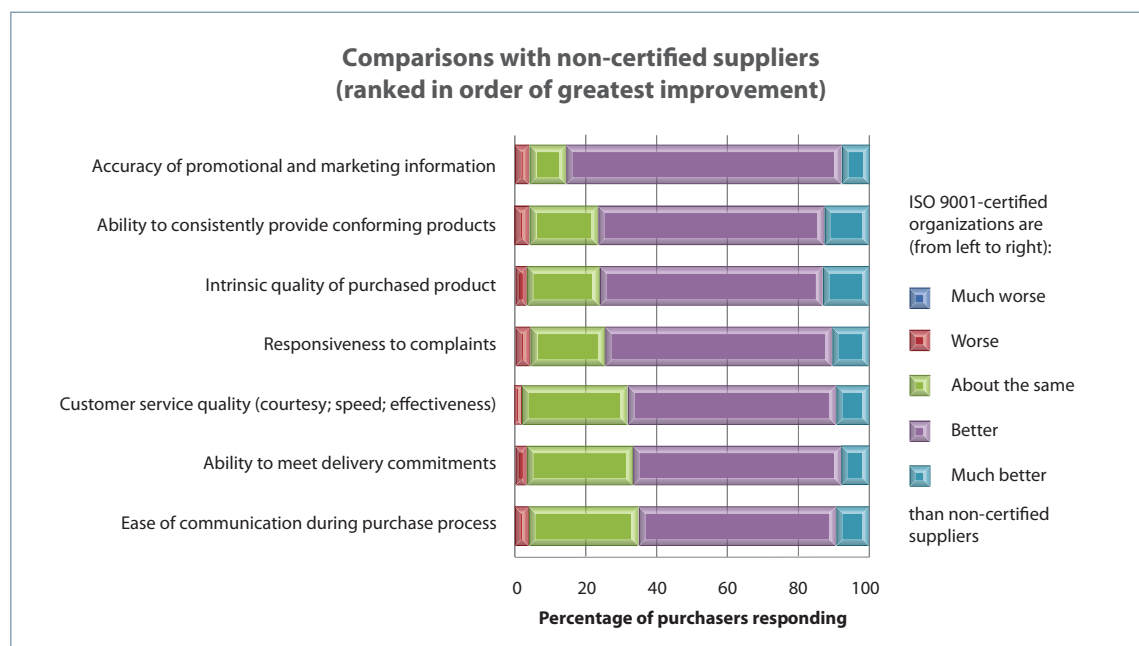 Comparisons with non-certified suppliers
(ranked in order of greatest improvement)
Accuracy of promotional and marketing information
Ability to consistently provide conforming products
Intrinsic quality of purchased product
Responsiveness to complaints
Customer service quality (courtesy; speed; effectiveness)
Ability to meet delivery commitments
Ease of communication during purchase process
0 20 40 60 80 100
Percentage of purchasers responding
ISO 9001-certified
organizations are
(from left to right):
Much worse
Worse
About the same
Better
Much better
than non-certified
suppliers